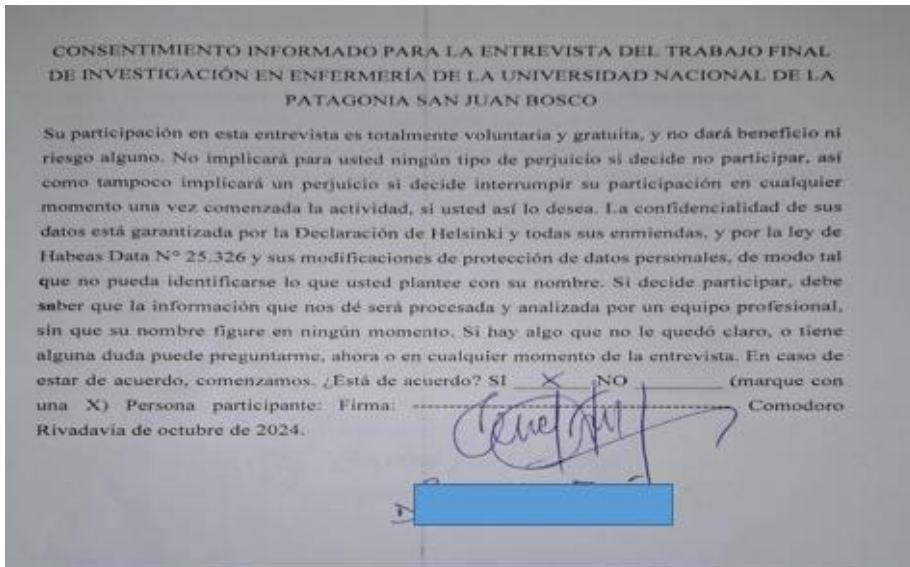 CONSENTIMIENTO INFORMADO PARA LA ENTREVISTA DEL TRABAJO FINAL
DE INVESTIGACIÓN EN ENFERMERÍA DE LA UNIVERSIDAD NACIONAL DE LA
PATAGONIA SAN JUAN BOSCO
Su participación en esta entrevista es totalmente voluntaria y gratuita, y no dará beneficio ni
riesgo alguno. No implicará para usted ningún tipo de perjuicio si decide no participar, así
como tampoco implicará un perjuicio si decide interrumpir su participación en cualquier
momento una vez comenzada la actividad, si usted así lo desea. La confidencialidad de sus
datos está garantizada por la Declaración de Helsinki y todas sus enmiendas, y por la ley de
Habeas Data N° 25.326 y sus modificaciones de protección de datos personales, de modo tal
que no pueda identificarse lo que usted plantee con su nombre. Si decide participar, debe
saber que la información que nos dé será procesada y analizada por un equipo profesional,
sin que su nombre figure en ningún momento. Si hay algo que no le quedó claro, o tiene
alguna duda puede preguntarme, ahora o en cualquier momento de la entrevista. En caso de
estar de acuerdo, comenzamos. ¿Está de acuerdo? SI __X__ NO ________ (marque con
una X) Persona participante: Firma: ---------------------------------------- Comodoro
Rivadavia de octubre de 2024.
D